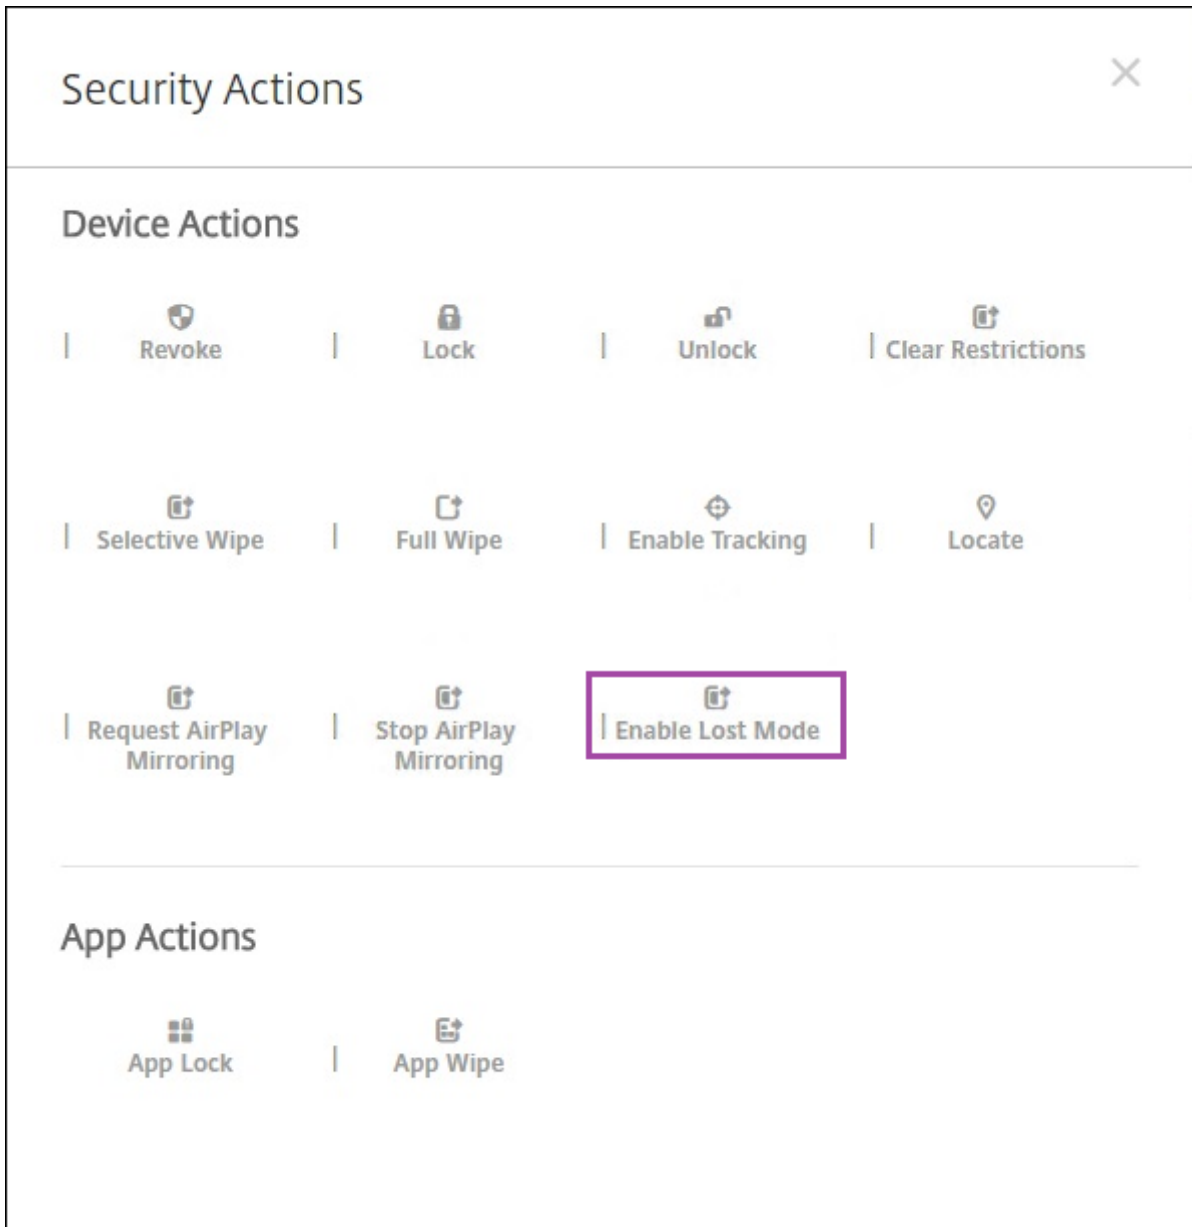 Security Actions
Device Actions
Revoke
Lock
Unlock
Clear Restrictions
Selective Wipe
Full Wipe
Enable Tracking
Locate
Request AirPlay
Mirroring
Stop AirPlay
Mirroring
Enable Lost Mode
App Actions
App Lock
App Wipe